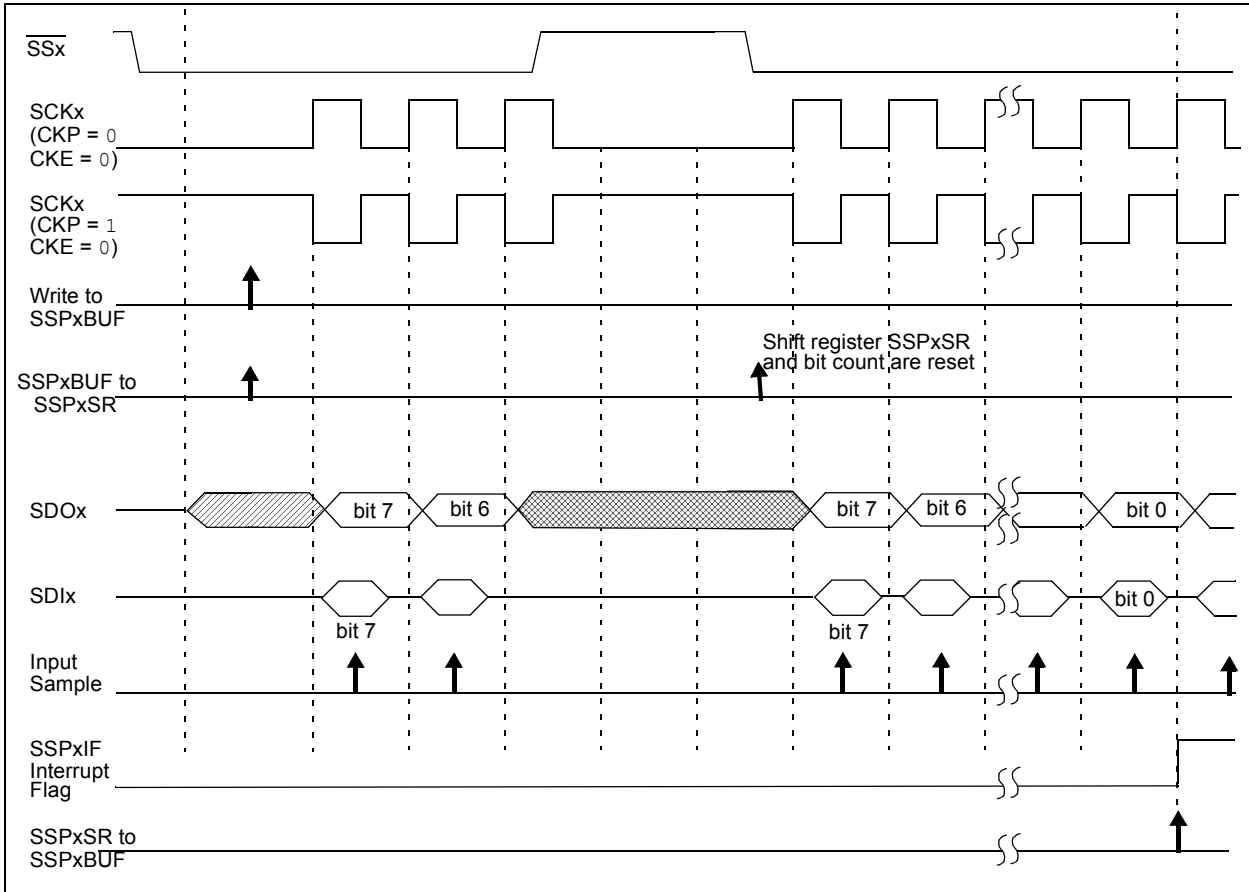 SSx
SCKx
(CKP = 0
CKE = 0)
SCKx
(CKP = 1
CKE = 0)
Write to
SSPxBUF
Shift register SSPxSR
and bit count are reset
SSPxBUF to
SSPxSR
SDOx
bit 7
bit 6
bit 7
bit 6
bit 0
SDIx
bit 0
bit 7
bit 7
Input
Sample
SSPxIF
Interrupt
Flag
SSPxSR to
SSPxBUF